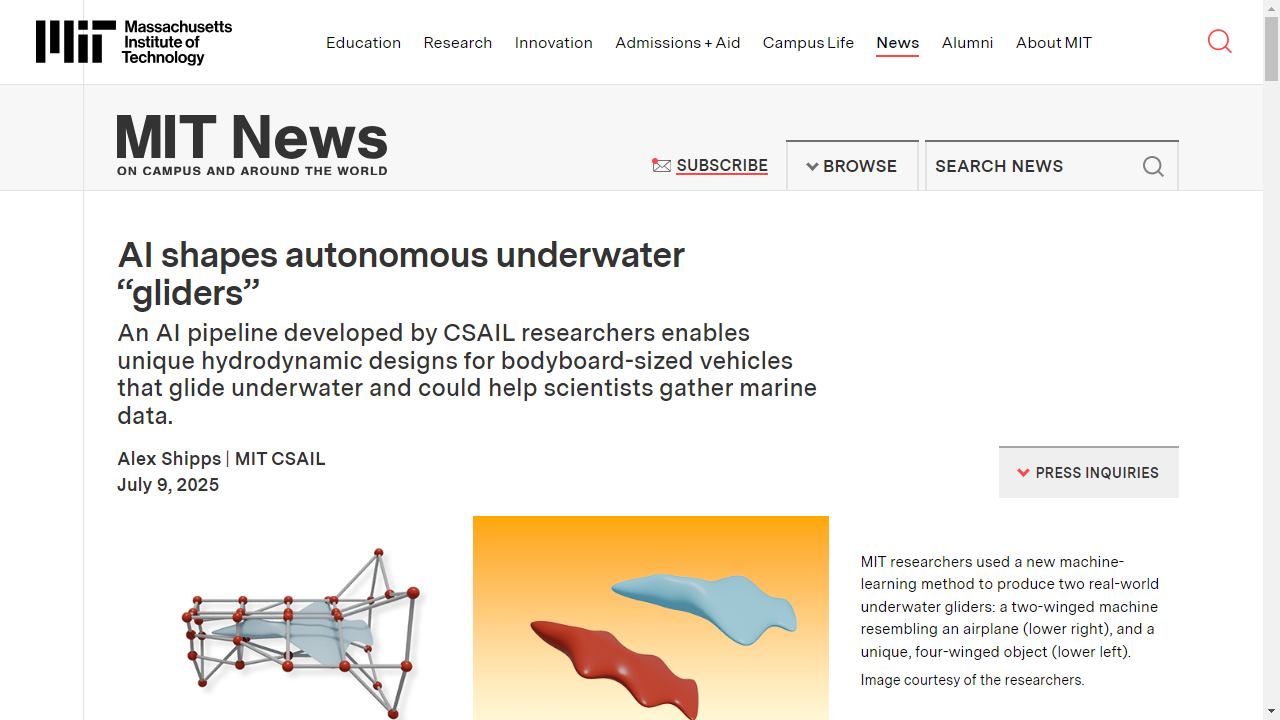 Massachusetts
Institute of
Technology
Education
Research
Innovation
Admissions + Aid
Campus Life
News
Alumni
About MIT
MIT News
ON CAMPUS AND AROUND THE WORLD
SUBSCRIBE
BROWSE
SEARCH NEWS
AI shapes autonomous underwater
“gliders”
An AI pipeline developed by CSAIL researchers enables
unique hydrodynamic designs for bodyboard-sized vehicles
that glide underwater and could help scientists gather marine
data.
Alex Shipps | MIT CSAIL
July 9, 2025
PRESS INQUIRIES
MIT researchers used a new machine-
learning method to produce two real-world
underwater gliders: a two-winged machine
resembling an airplane (lower right), and a
unique, four-winged object (lower left).
Image courtesy of the researchers.